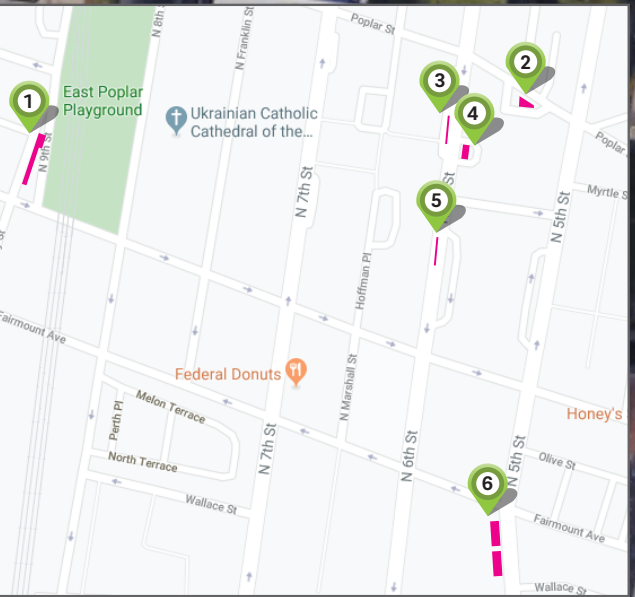 Poplar St
N 8th
N Franklin St
2
3
1
East Poplar
Playground
4
Ukrainian Catholic
Cathedral of the...
Poplar
N 9th St
N 7th St
St
5
Myrtle S
N 5th St
Hoffman Pl
Fairmount Ave
Federal Donuts
N Marshall St
Melon Terrace
Perth Pl
Honey's
N 7th St
N 6th St
N 5th St
North Terrace
Olive St
6
Wallace St
Fairmount Ave
Wallace St